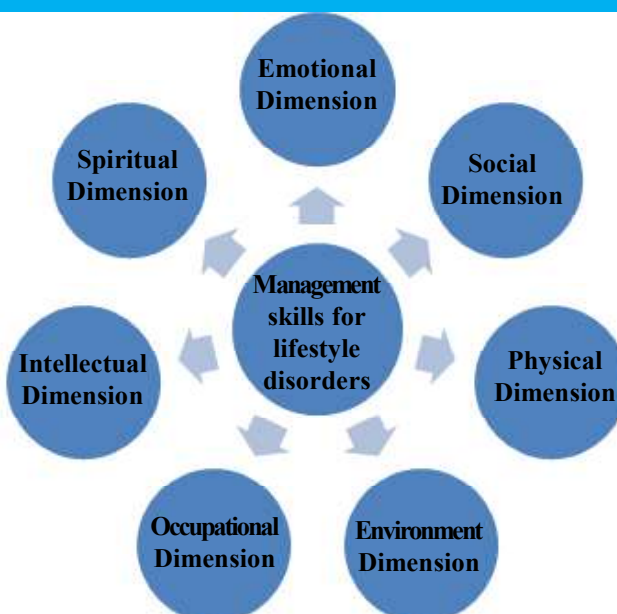 Emotional
Dimension
Spiritual
Dimension
Social
Dimension
Management
skills for
lifestyle
disorders
Intellectual
Dimension
Physical
Dimension
Occupational
Dimension
Environment
Dimension